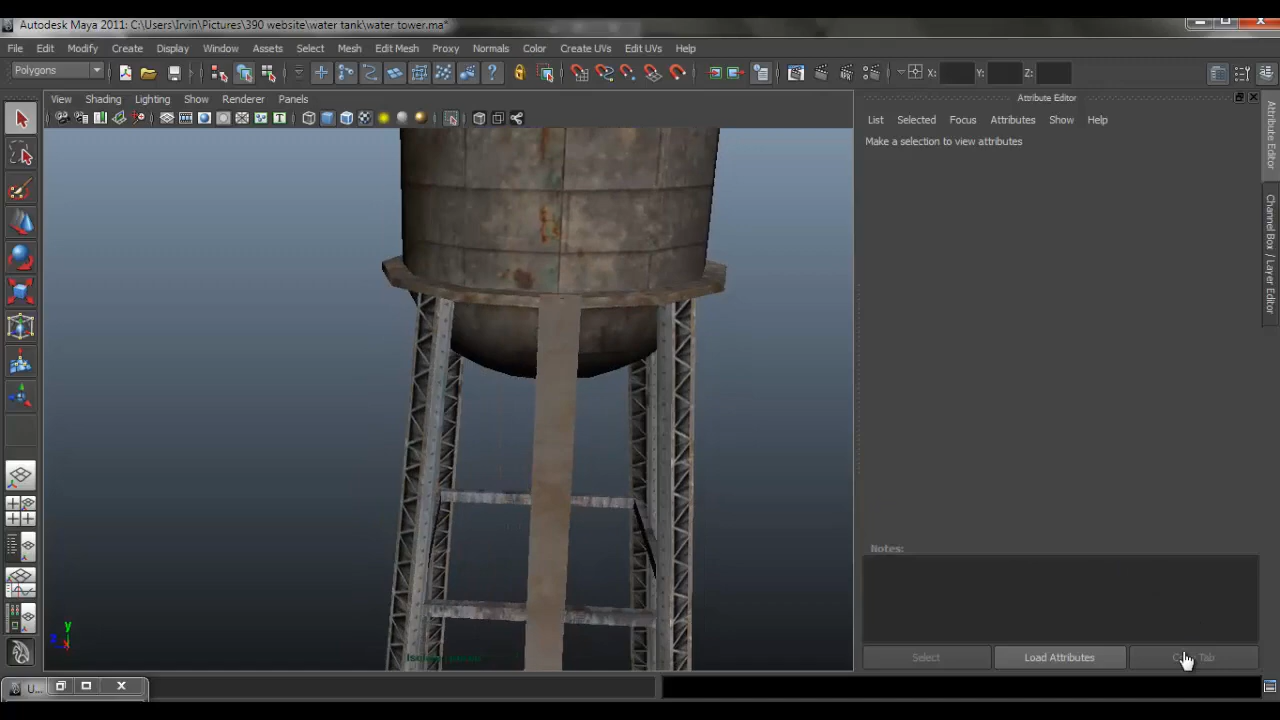 Autodesk Maya 2011: C:\Users\Irvin\Pictures\390 website\water tank\water tower.ma*
File Edit Modify Create Display Window Assets Select Mesh Edit Mesh Proxy Normals Color Create UVs Edit UVs Help
Polygons X: Y: Z:
View Shading Lighting Show Renderer Panels
Attribute Editor
List Selected Focus Attributes Show Help
Make a selection to view attributes
Attribute Editor
Channel Box / Layer Editor
Notes:
y
z x
Select Load Attributes Tab
U...